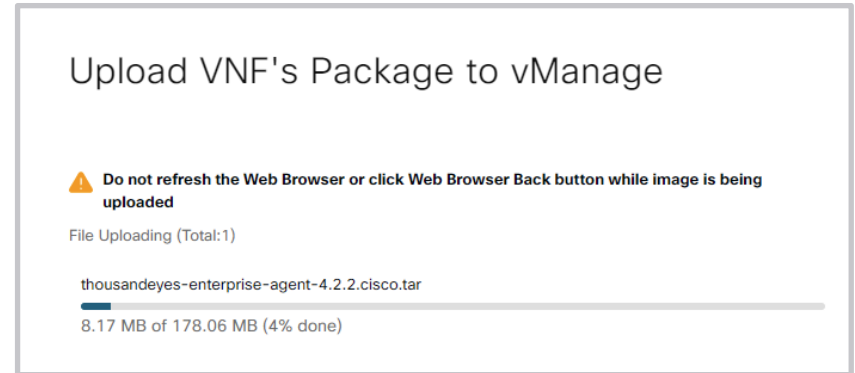 Upload VNF's Package to vManage
Do not refresh the Web Browser or click Web Browser Back button while image is being
uploaded
File Uploading (Total:1)
thousandeyes-enterprise-agent-4.2.2.cisco.tar
8.17 MB of 178.06 MB (4% done)